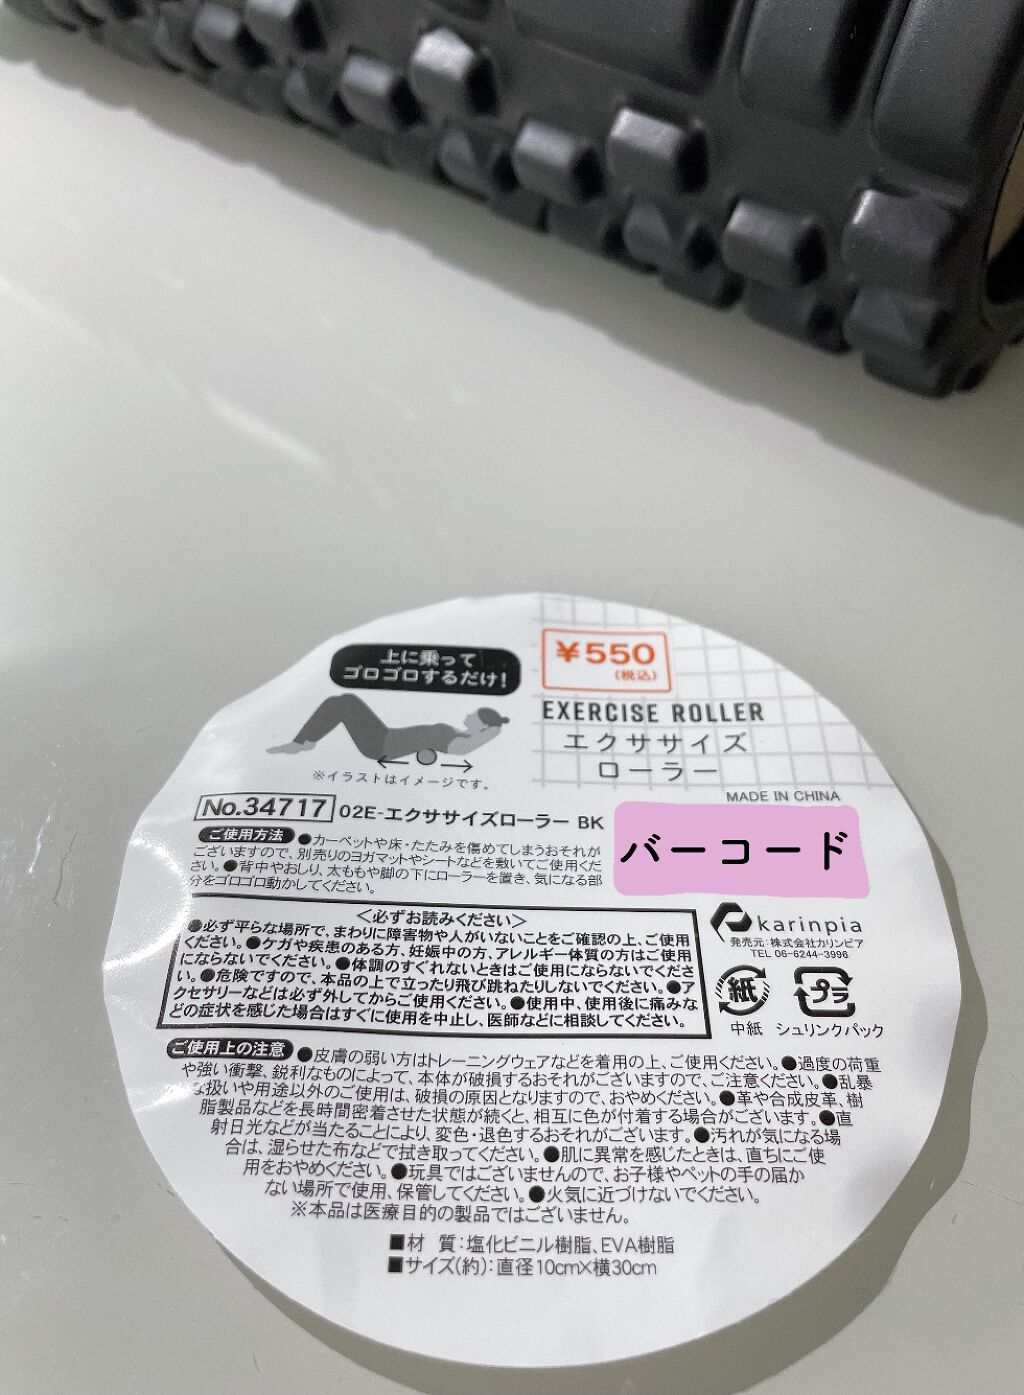 上に乗って
ゴロゴロするだけ!
※イラストはイメージです。
¥550
(税込)
EXERCISE ROLLER
エクササイズ
ローラー
MADE IN CHINA
No.34717 02E-エクササイズローラー BK
バーコード
ご使用方法 ●カーペットや床・たたみを傷めてしまうおそれが
ございますので、別売りのヨガマットやシートなどを敷いてご使用くだ
さい。●背中やおしり、太ももや脚の下にローラーを置き、気になる部
分をゴロゴロ動かしてください。
<必ずお読みください>
●必ず平らな場所で、まわりに障害物や人がいないことをご確認の上、ご使用
ください。●ケガや疾患のある方、妊娠中の方、アレルギー体質の方はご使用
にならないでください。●体調のすぐれないときはご使用にならないでくださ
い。●危険ですので、本品の上で立ったり飛び跳ねたりしないでください。●ア
クセサリーなどは必ず外してからご使用ください。●使用中、使用後に痛みな
どの症状を感じた場合はすぐに使用を中止し、医師などに相談してください。
karinpia
発売元:株式会社カリンピア
TEL 06-6244-3996
紙 プラ
中紙 シュリンクパック
ご使用上の注意 ●皮膚の弱い方はトレーニングウェアなどを着用の上、ご使用ください。●過度の荷重
や強い衝撃、鋭利なものによって、本体が破損するおそれがございますので、ご注意ください。●乱暴
な扱いや用途以外のご使用は、破損の原因となりますので、おやめください。●革や合成皮革、樹
脂製品などを長時間密着させた状態が続くと、相互に色が付着する場合がございます。●直
射日光などが当たることにより、変色・退色するおそれがございます。●汚れが気になる場
合は、湿らせた布などで拭き取ってください。●肌に異常を感じたときは、直ちにご使
用をおやめください。●玩具ではございませんので、お子様やペットの手の届か
ない場所で使用、保管してください。●火気に近づけないでください。
※本品は医療目的の製品ではございません。
■材 質:塩化ビニル樹脂、EVA樹脂
■サイズ(約):直径10cm×横30cm